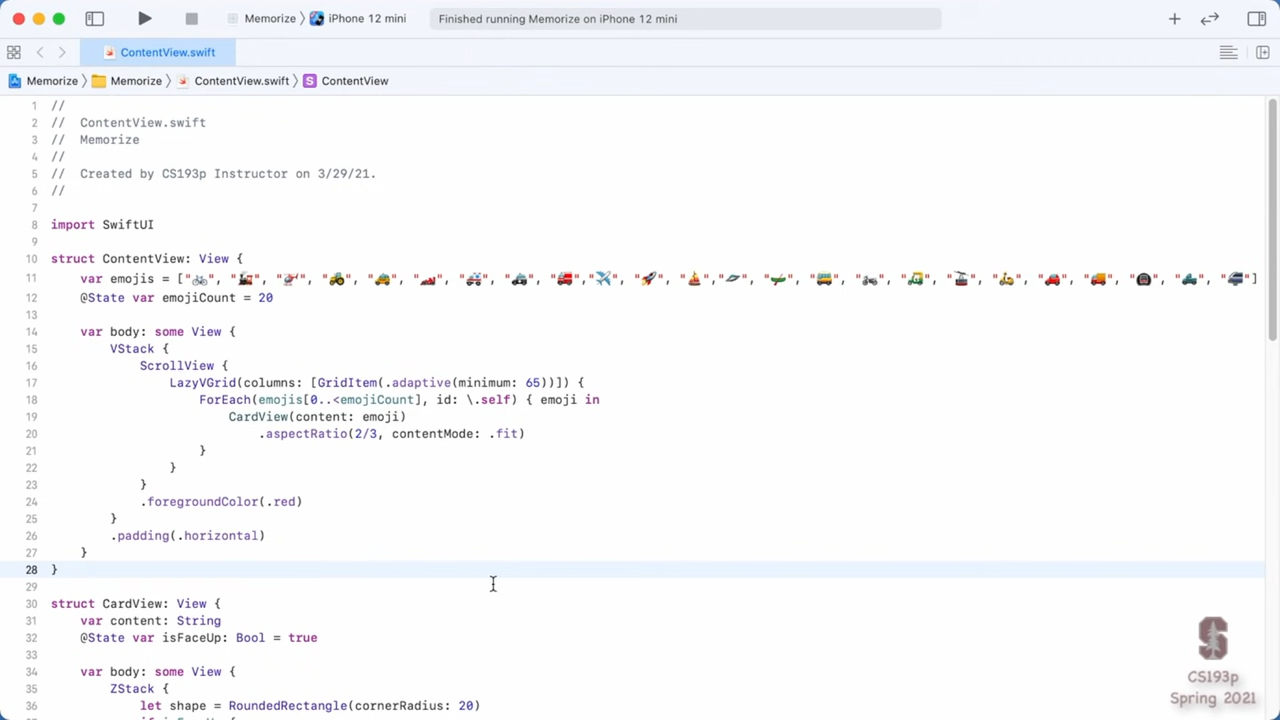 Memorize 〉 iPhone 12 mini
Finished running Memorize on iPhone 12 mini
ContentView.swift
Memorize 〉 Memorize 〉 ContentView.swift 〉 S ContentView
1 //
2 //  ContentView.swift
3 //  Memorize
4 //
5 //  Created by CS193p Instructor on 3/29/21.
6 //
7
8 import SwiftUI
9
10 struct ContentView: View {
11     var emojis = ["🚲", "🚂", "🚁", "🚜", "🚕", "🏎", "🚑", "🚓", "🚒","✈️", "🚀", "⛵️","🛸", "🛶", "🚌", "🏍", "🛺", "🚠", "🛵", "🚗", "🚚", "🚇", "🛻", "🚝"]
12     @State var emojiCount = 20
13
14     var body: some View {
15         VStack {
16             ScrollView {
17                 LazyVGrid(columns: [GridItem(.adaptive(minimum: 65))]) {
18                     ForEach(emojis[0..<emojiCount], id: \.self) { emoji in
19                         CardView(content: emoji)
20                             .aspectRatio(2/3, contentMode: .fit)
21                     }
22                 }
23             }
24             .foregroundColor(.red)
25         }
26         .padding(.horizontal)
27     }
28 }
29
30 struct CardView: View {
31     var content: String
32     @State var isFaceUp: Bool = true
33
34     var body: some View {
35         ZStack {
36             let shape = RoundedRectangle(cornerRadius: 20)
S
CS193p
Spring 2021